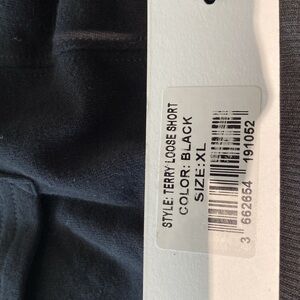 STYLE: TERRY LOOSE SHORT
COLOR: BLACK
SIZE:XL
3 662654 191052